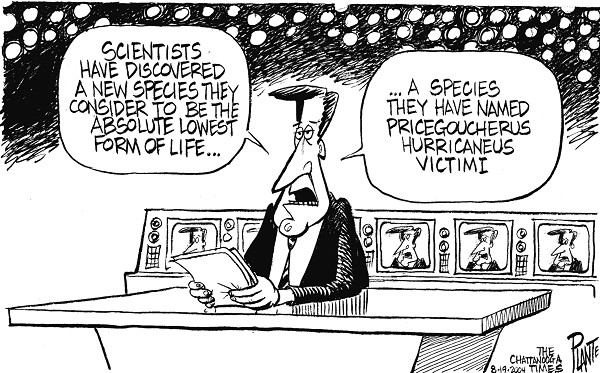 SCIENTISTS
HAVE DISCOVERED
A NEW SPECIES THEY
CONSIDER TO BE THE
ABSOLUTE LOWEST
FORM OF LIFE...
... A SPECIES
THEY HAVE NAMED
PRICEGOUCHERUS
HURRICANEUS
VICTIMI
THE
CHATTANOOGA
TIMES
8-19-2004
PLANTE